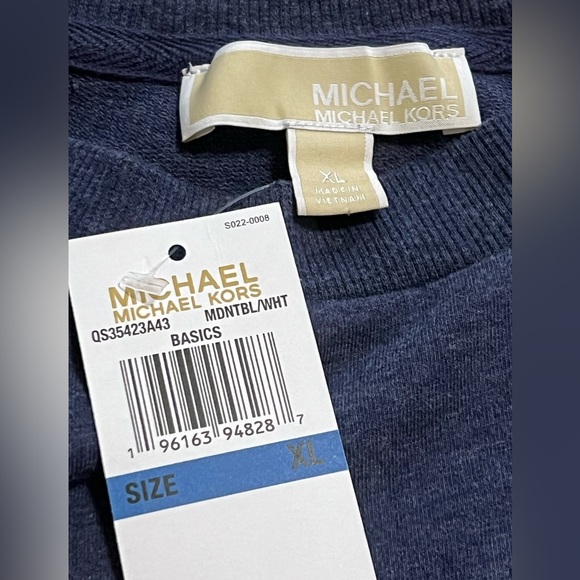 MICHAEL
MICHAEL KORS
XL
MADE IN
VIETNAM
S022-0008
MICHAEL
MICHAEL KORS
QS35423A43 MDNTBL/WHT
BASICS
1 96163 94828 7
SIZE XL